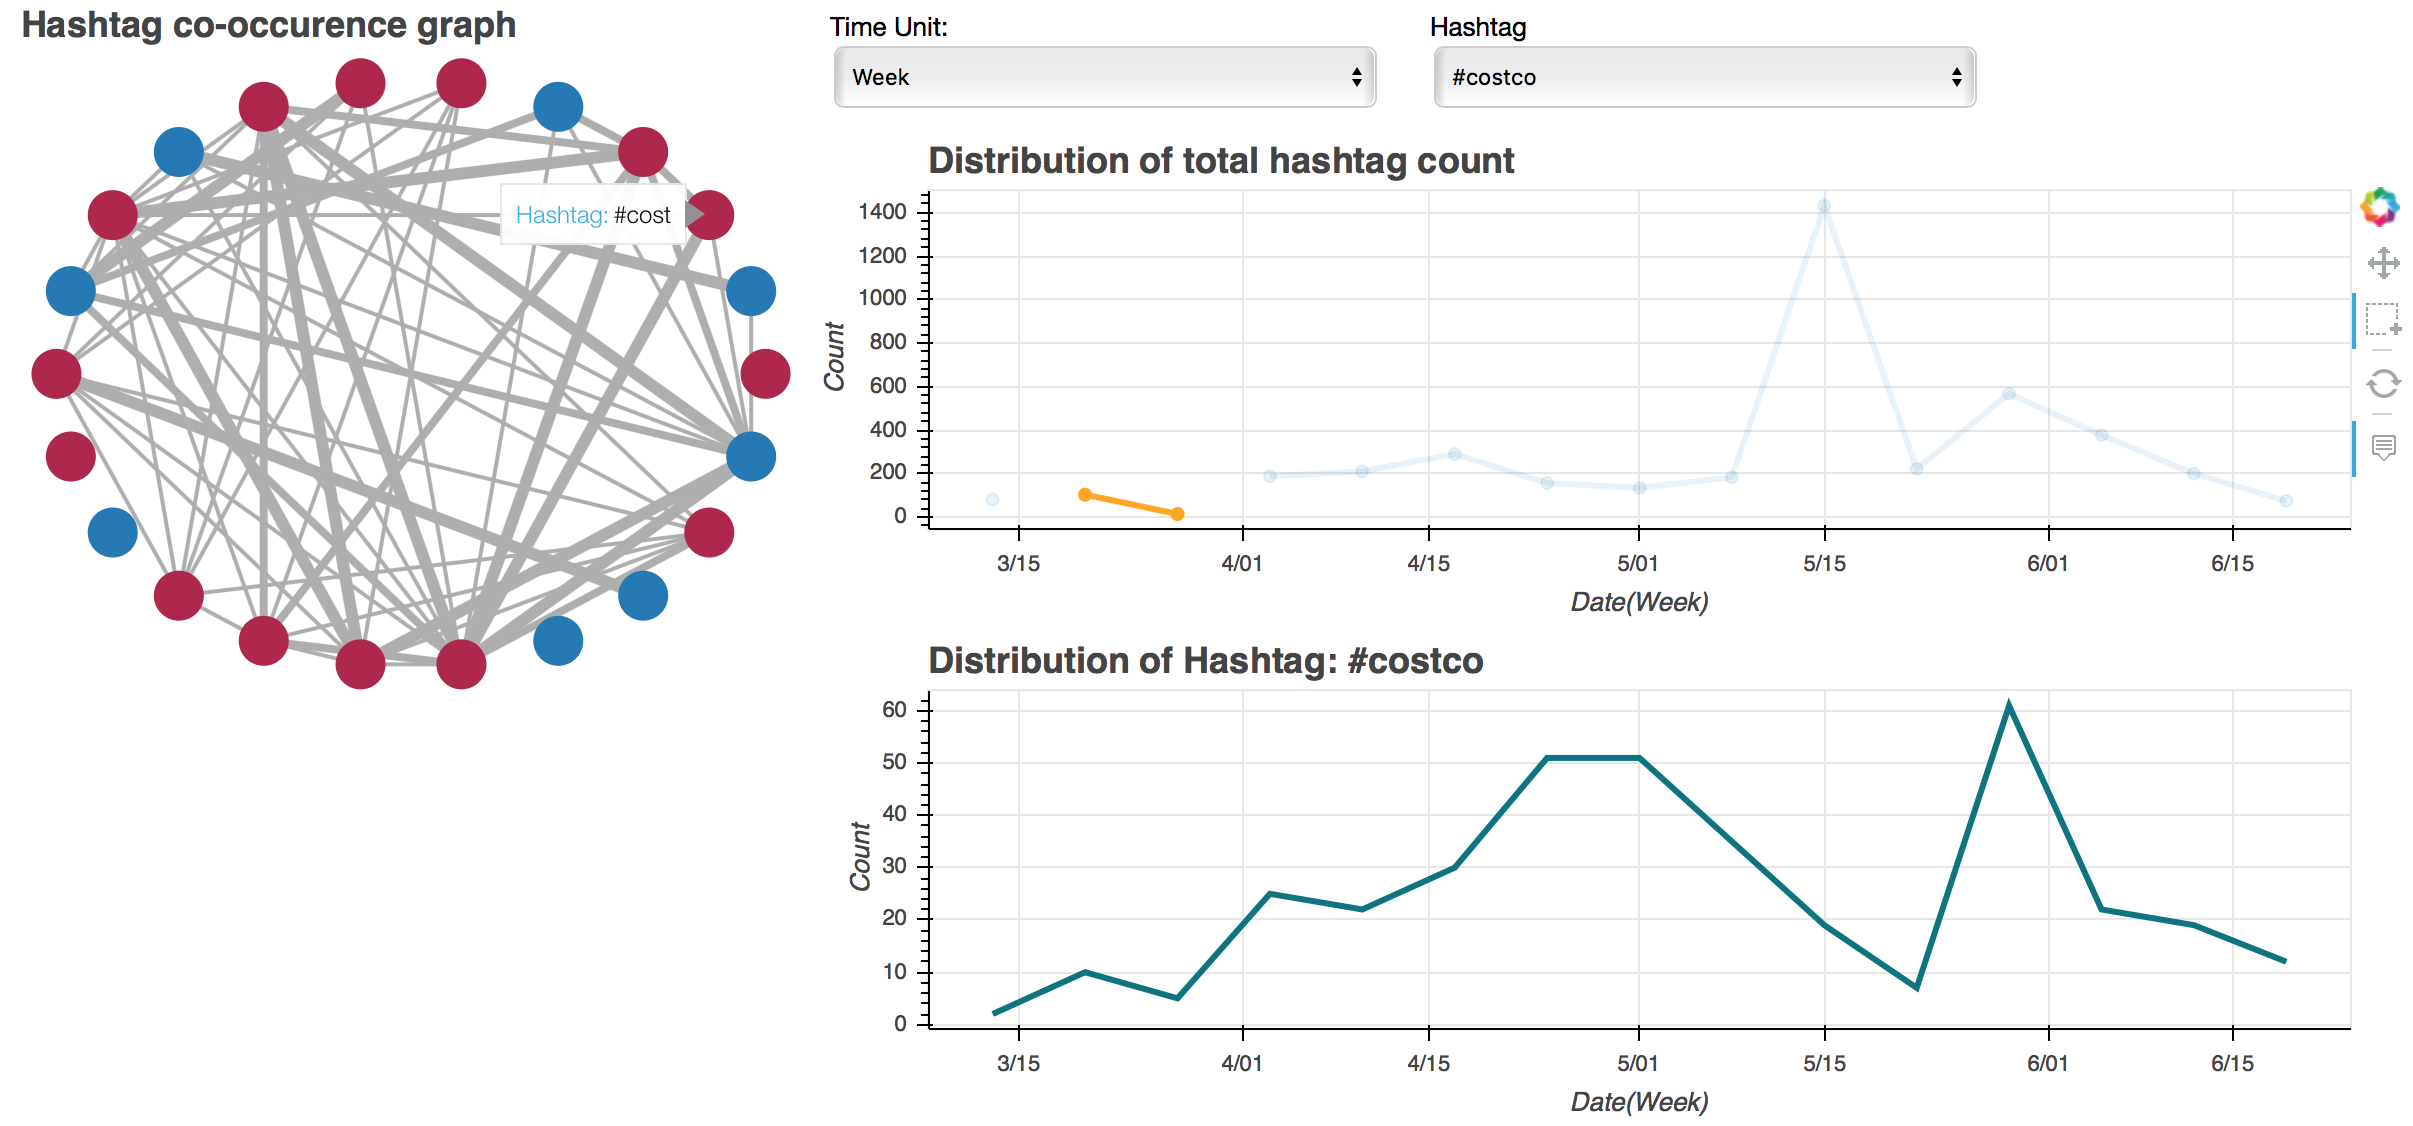 Hashtag co-occurence graph
Hashtag: #cost
Time Unit:
Week
Hashtag
#costco
Distribution of total hashtag count
Count
1400
1200
1000
800
600
400
200
0
3/15 4/01 4/15 5/01 5/15 6/01 6/15
Date(Week)
Distribution of Hashtag: #costco
Count
60
50
40
30
20
10
0
3/15 4/01 4/15 5/01 5/15 6/01 6/15
Date(Week)